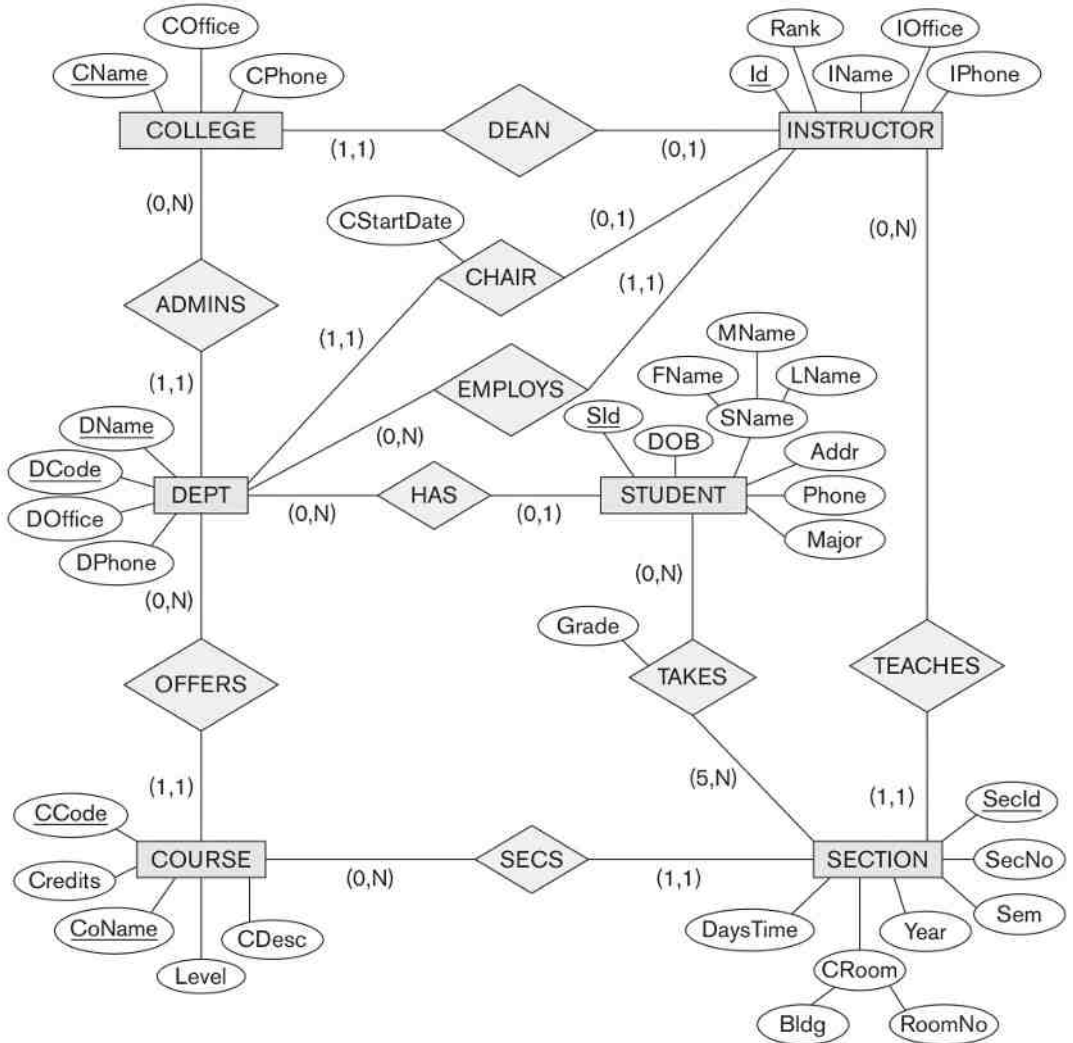 COffice
CName
CPhone
COLLEGE
(1,1)
DEAN
(0,1)
Rank
IOffice
Id
IName
IPhone
INSTRUCTOR
(0,N)
CStartDate
(0,1)
(0,N)
CHAIR
ADMINS
(1,1)
(1,1)
MName
(1,1)
EMPLOYS
FName
LName
DName
(0,N)
SId
SName
DOB
DCode
Addr
DEPT
HAS
STUDENT
Phone
DOffice
(0,N)
(0,1)
Major
DPhone
(0,N)
(0,N)
Grade
OFFERS
TAKES
TEACHES
(1,1)
(5,N)
(1,1)
CCode
SecId
COURSE
SECS
SECTION
SecNo
Credits
(0,N)
(1,1)
CoName
CDesc
DaysTime
Year
Sem
Level
CRoom
Bldg
RoomNo